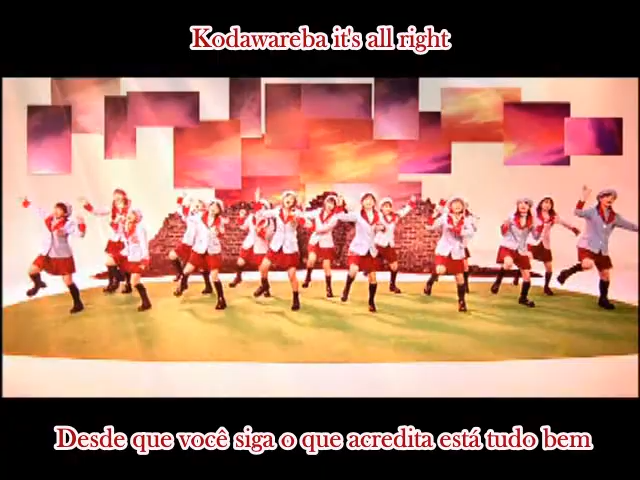 Kodawareba it's all right
Desde que você siga o que acredita está tudo bem